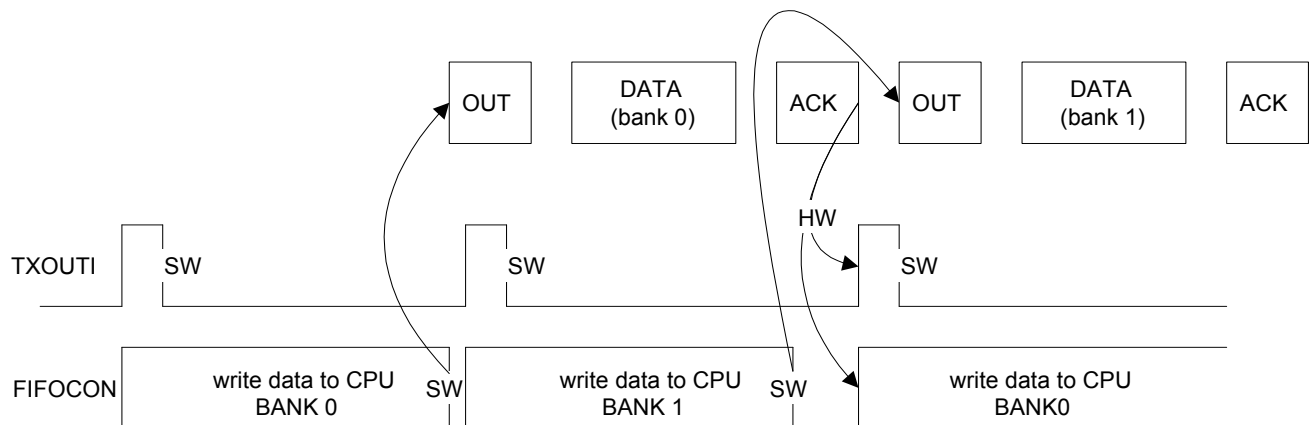 OUT DATA ACK OUT DATA ACK
(bank 0) (bank 1)
HW
TXOUTI SW SW SW
FIFOCON write data to CPU SW write data to CPU SW write data to CPU
BANK 0 BANK 1 BANK0